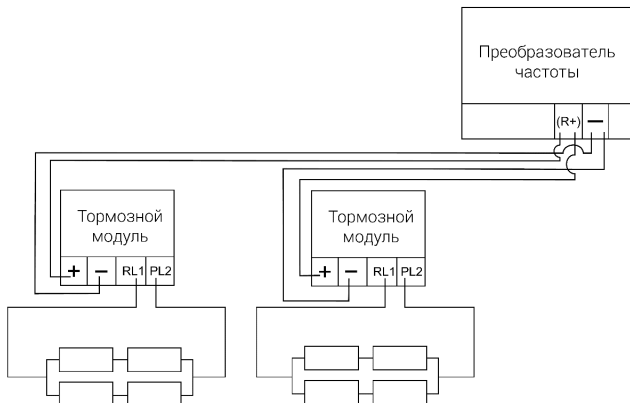 Преобразователь
частоты
(R+) —
Тормозной
модуль
+ — RL1 PL2
Тормозной
модуль
+ — RL1 PL2